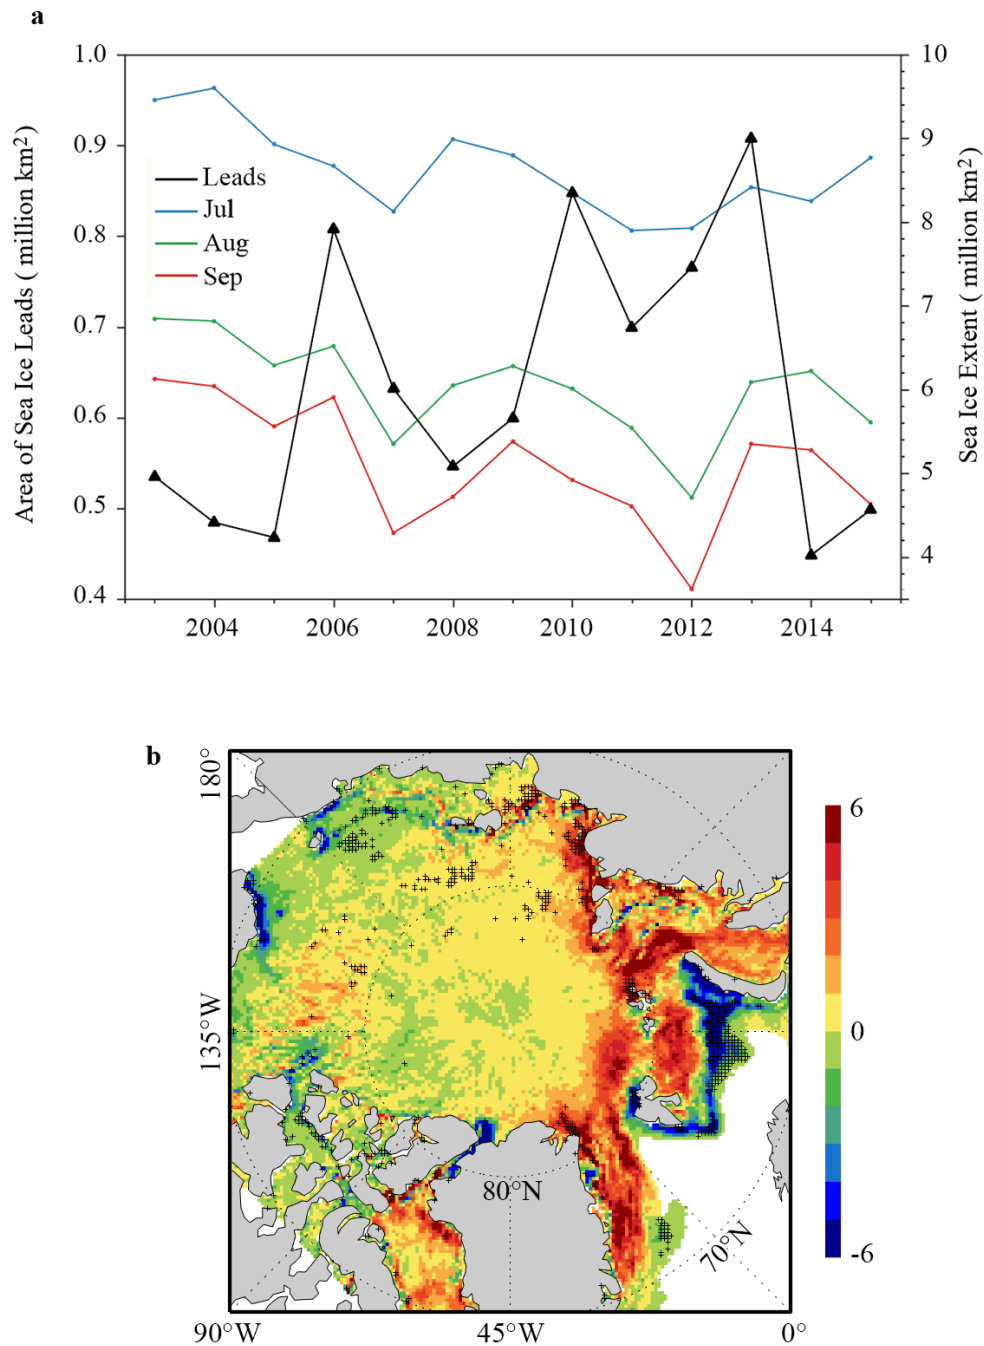 a
1.0
0.9
0.8
0.7
0.6
0.5
0.4
Area of Sea Ice Leads ( million km²)
Leads
Jul
Aug
Sep
10
9
8
7
6
5
4
Sea Ice Extent ( million km²)
2004 2006 2008 2010 2012 2014
b
180°
135°W
90°W 45°W 0°
80°N
70°N
6
0
-6